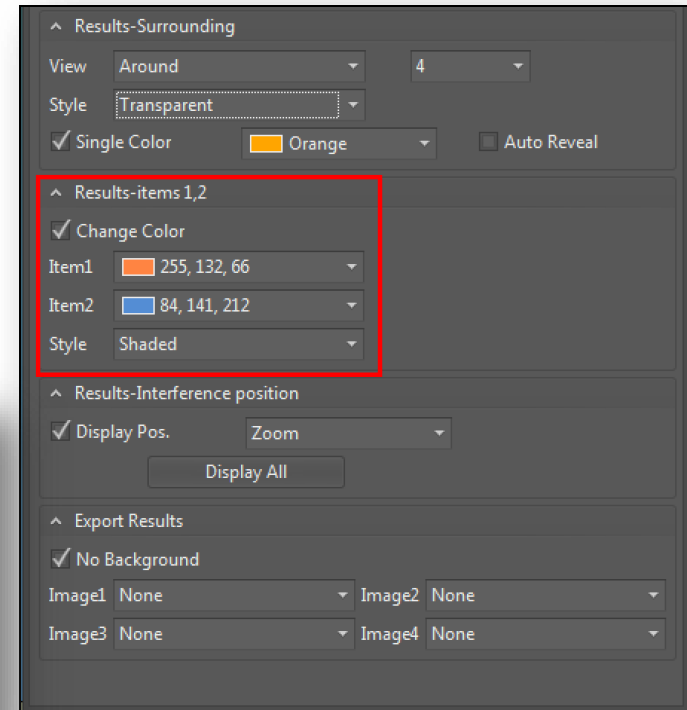 Results-Surrounding
View Around 4
Style Transparent
Single Color Orange Auto Reveal
Results-items 1,2
Change Color
Item1 255, 132, 66
Item2 84, 141, 212
Style Shaded
Results-Interference position
Display Pos. Zoom
Display All
Export Results
No Background
Image1 None Image2 None
Image3 None Image4 None